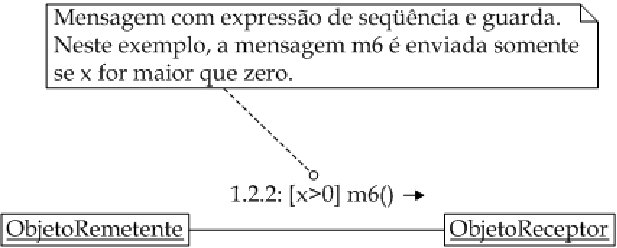 Mensagem com expressão de seqüência e guarda.
Neste exemplo, a mensagem m6 é enviada somente
se x for maior que zero.
1.2.2: [x>0] m6()
ObjetoRemetente
ObjetoReceptor